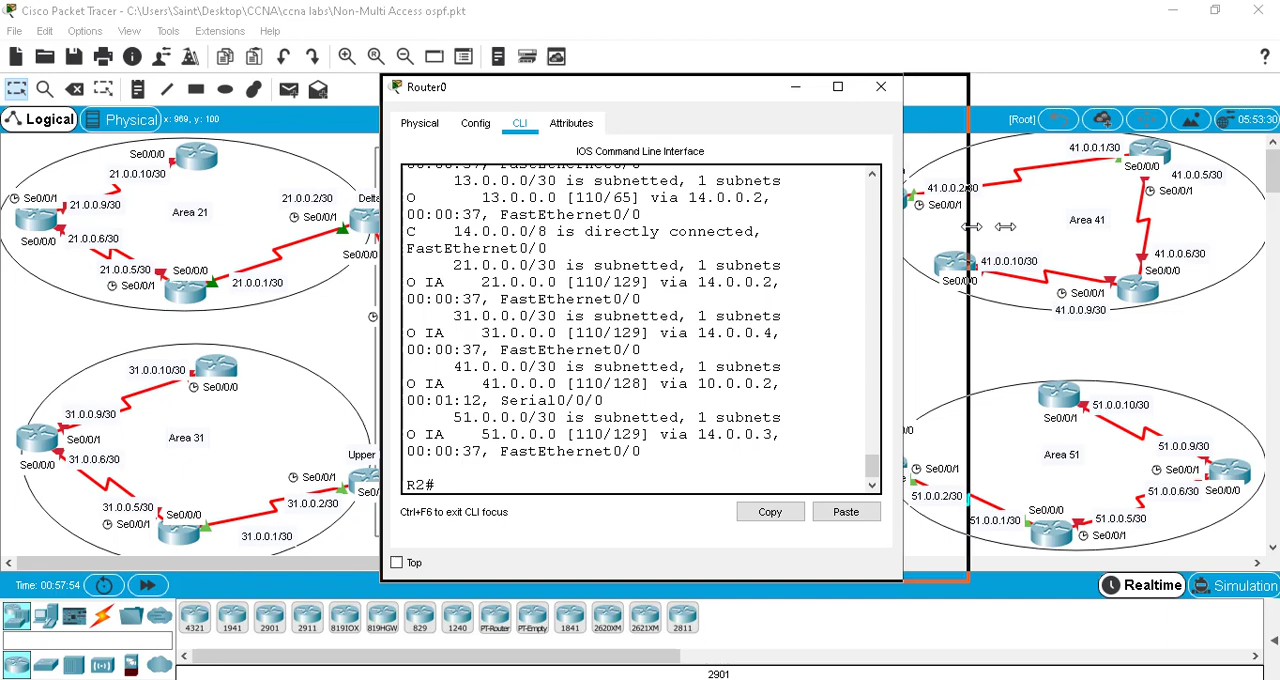 Cisco Packet Tracer - C:\Users\Saint\Desktop\CCNA\ccna labs\Non-Multi Access ospf.pkt
File Edit Options View Tools Extensions Help
?
Logical Physical x: 969, y: 100
[Root] 05:53:30
Router0
Physical Config CLI Attributes
IOS Command Line Interface
13.0.0.0/30 is subnetted, 1 subnets
O 13.0.0.0 [110/65] via 14.0.0.2,
00:00:37, FastEthernet0/0
C 14.0.0.0/8 is directly connected,
FastEthernet0/0
21.0.0.0/30 is subnetted, 1 subnets
O IA 21.0.0.0 [110/129] via 14.0.0.2,
00:00:37, FastEthernet0/0
31.0.0.0/30 is subnetted, 1 subnets
O IA 31.0.0.0 [110/129] via 14.0.0.4,
00:00:37, FastEthernet0/0
41.0.0.0/30 is subnetted, 1 subnets
O IA 41.0.0.0 [110/128] via 10.0.0.2,
00:01:12, Serial0/0/0
51.0.0.0/30 is subnetted, 1 subnets
O IA 51.0.0.0 [110/129] via 14.0.0.3,
00:00:37, FastEthernet0/0
R2#
Ctrl+F6 to exit CLI focus
Copy Paste
Top
Se0/0/0
21.0.0.10/30
Se0/0/1
21.0.0.9/30
Area 21
21.0.0.2/30
Se0/0/1
Se0/0/0
21.0.0.6/30
Se0/0/0
21.0.0.5/30
Se0/0/0
Se0/0/1
21.0.0.1/30
31.0.0.10/30
Se0/0/0
31.0.0.9/30
Se0/0/1
Area 31
31.0.0.6/30
Se0/0/0
Upper
Se0/0/1
31.0.0.2/30
31.0.0.5/30
Se0/0/0
Se0/0/1
31.0.0.1/30
41.0.0.1/30
Se0/0/0
41.0.0.2/30
Se0/0/1
41.0.0.5/30
Se0/0/1
Area 41
41.0.0.10/30
Se0/0/0
41.0.0.6/30
Se0/0/0
Se0/0/1
41.0.0.9/30
51.0.0.10/30
Se0/0/1
Area 51
51.0.0.9/30
Se0/0/1
Se0/0/1
51.0.0.6/30
Se0/0/0
51.0.0.2/30
51.0.0.1/30
51.0.0.5/30
Se0/0/0
Se0/0/1
Time: 00:57:54
Realtime Simulation
4321 1941 2901 2911 819IOX 819HGW 829 1240 PT-Router PT-Empty 1841 2620XM 2621XM 2811
2901